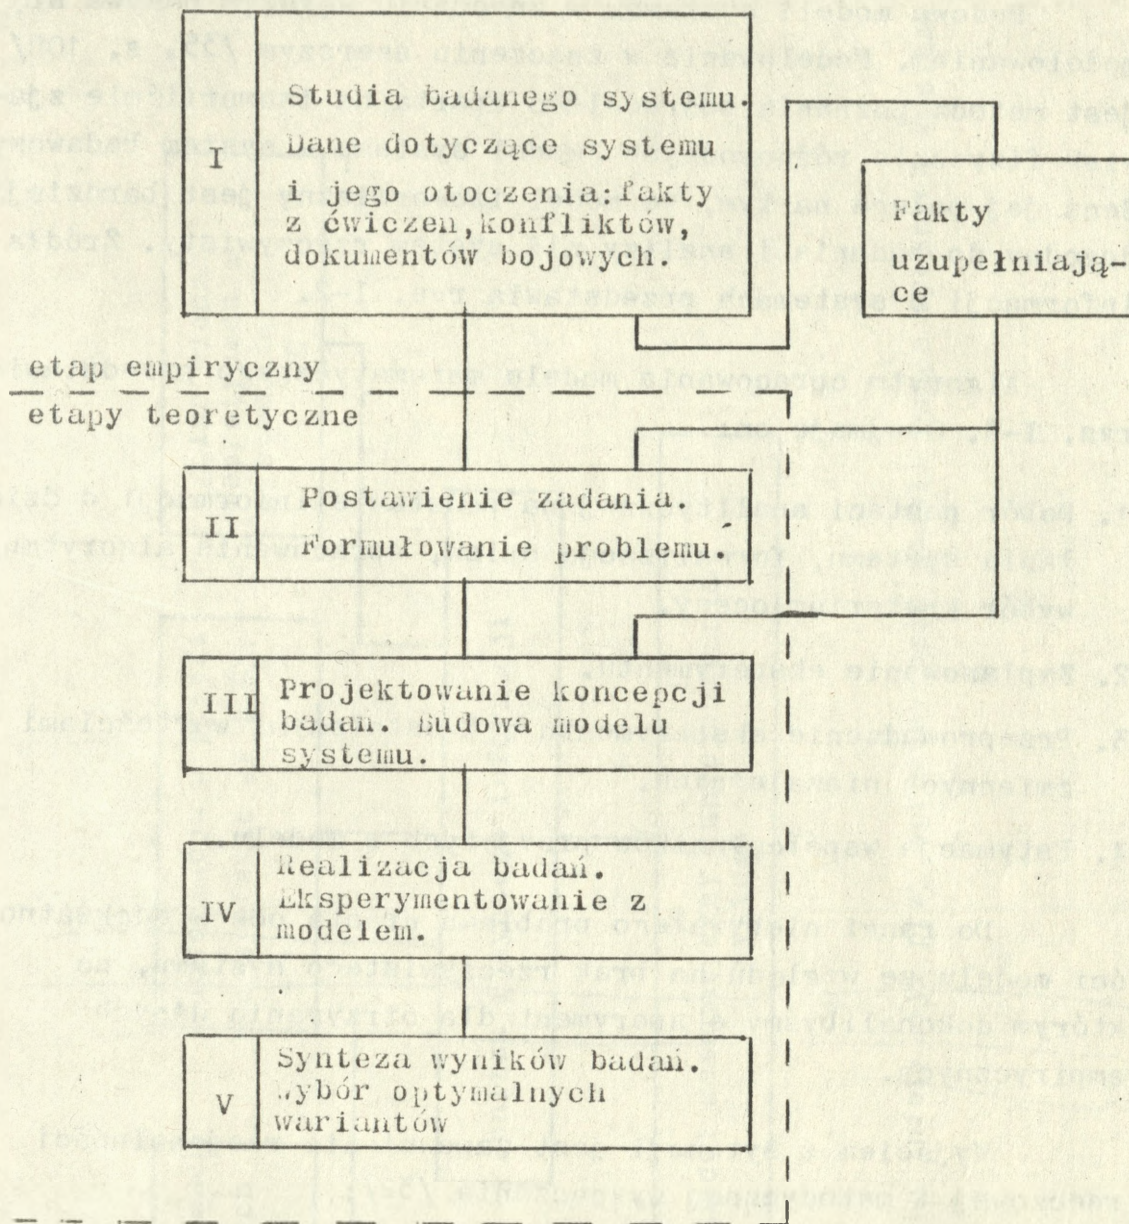 I
Studia badanego systemu.
Dane dotyczące systemu
i jego otoczenia:fakty
z ćwiczeń,konfliktów,
dokumentów bojowych.
Fakty
uzupełniają-
ce
etap empiryczny
etapy teoretyczne
II
Postawienie zadania.
Formułowanie problemu.
III
Projektowanie koncepcji
badań. Budowa modelu
systemu.
IV
Realizacja badań.
Eksperymentowanie z
modelem.
V
Synteza wyników badań.
Wybór optymalnych
wariantów